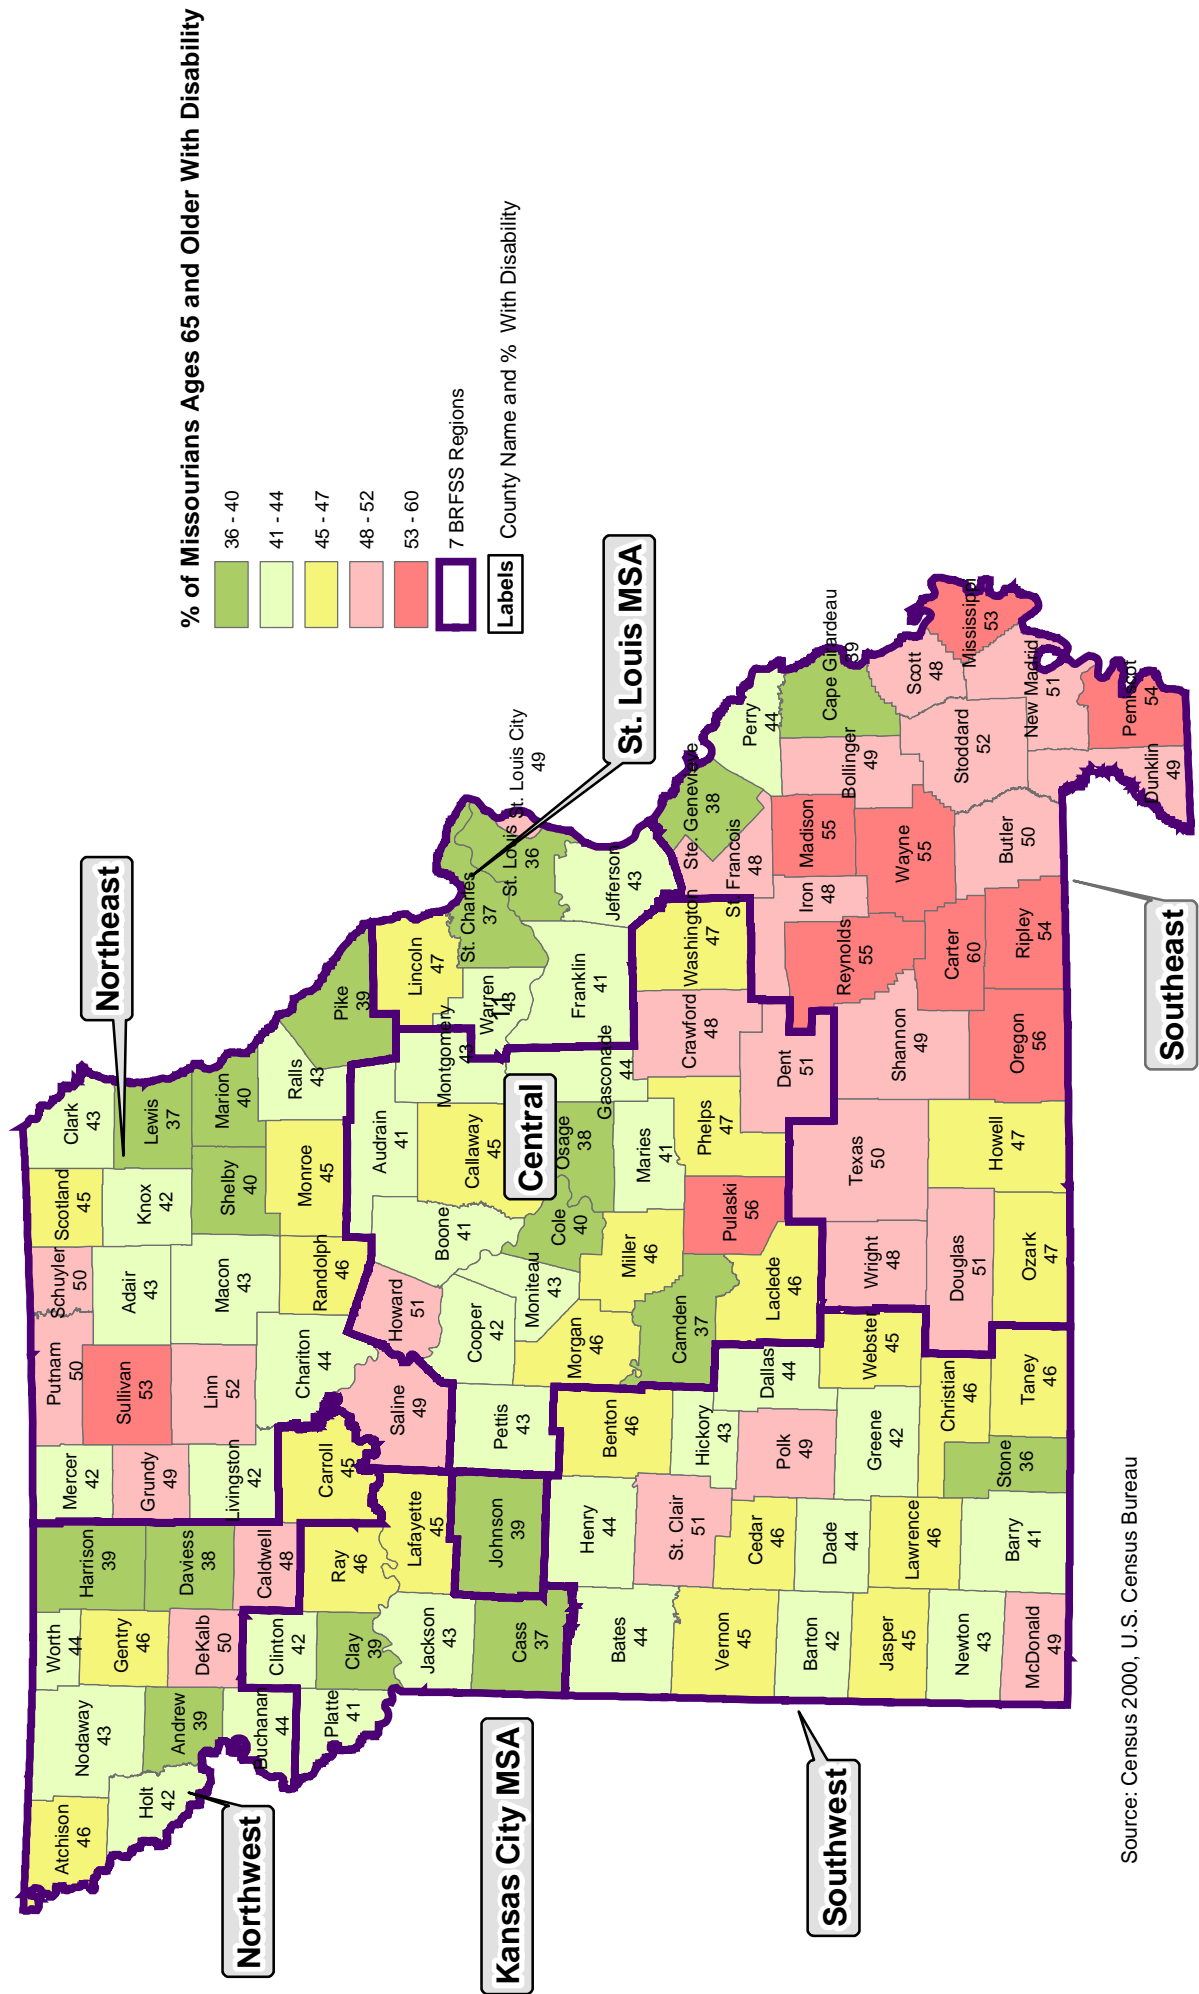 % of Missourians Ages 65 and Older With Disability
36 - 40
41 - 44
45 - 47
48 - 52
53 - 60
7 BRFSS Regions
Labels
County Name and % With Disability
Northwest
Northeast
Kansas City MSA
Central
St. Louis MSA
Southwest
Southeast
Atchison
46
Nodaway
43
Worth
44
Harrison
39
Mercer
42
Putnam
50
Schuyler
50
Scotland
45
Clark
43
Holt
42
Andrew
39
Gentry
46
Daviess
38
Grundy
49
Sullivan
53
Adair
43
Knox
42
Lewis
37
DeKalb
50
Caldwell
48
Livingston
42
Linn
52
Macon
43
Shelby
40
Marion
40
Buchanan
44
Clinton
42
Ray
46
Carroll
45
Chariton
44
Randolph
46
Monroe
45
Ralls
43
Pike
39
Platte
41
Clay
39
Jackson
43
Lafayette
45
Saline
49
Howard
51
Boone
41
Audrain
41
Callaway
45
Montgomery
43
Lincoln
47
Warren
St. Charles
37
St. Louis
36
St. Louis City
49
Cass
37
Johnson
39
Pettis
43
Cooper
42
Moniteau
43
Cole
40
Osage
38
Gasconade
44
Franklin
41
Jefferson
43
Bates
44
Henry
44
Benton
46
Morgan
46
Miller
46
Maries
41
Crawford
48
Washington
47
St. Francois
48
Ste. Genevieve
38
Perry
44
Vernon
45
St. Clair
51
Hickory
43
Camden
37
Pulaski
56
Phelps
47
Dent
51
Iron
48
Madison
55
Bollinger
49
Cape Girardeau
39
Barton
42
Cedar
46
Polk
49
Dallas
44
Laclede
46
Texas
50
Shannon
49
Reynolds
55
Wayne
55
Stoddard
52
Scott
48
Mississippi
53
Jasper
45
Dade
44
Greene
42
Webster
45
Wright
48
Carter
60
Butler
50
New Madrid
51
Newton
43
Lawrence
46
Christian
46
Douglas
51
Howell
47
Oregon
56
Ripley
54
Pemiscot
54
McDonald
49
Barry
41
Stone
36
Taney
46
Ozark
47
Dunklin
49
Source: Census 2000, U.S. Census Bureau